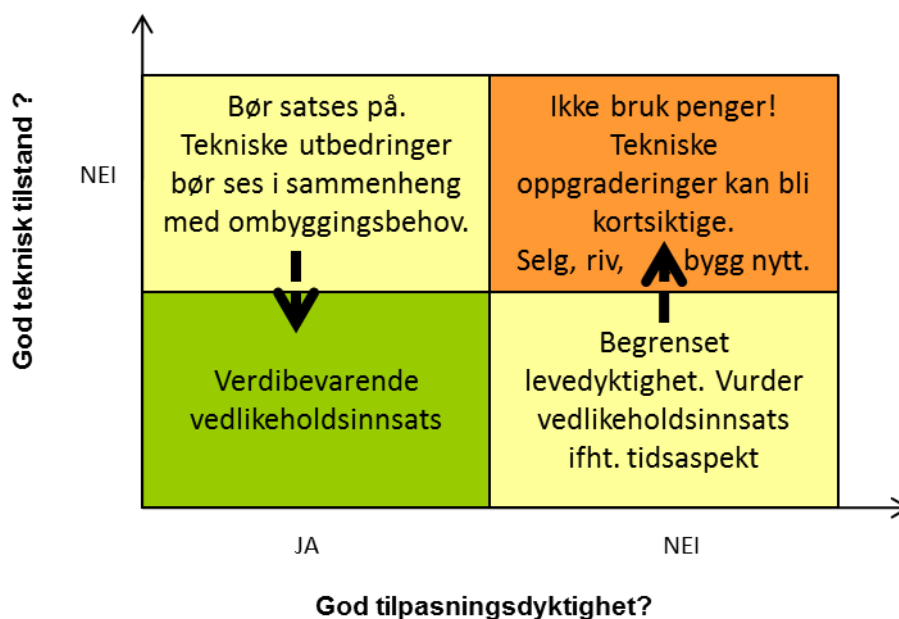 God teknisk tilstand ?
NEI
Bør satses på.
Tekniske utbedringer
bør ses i sammenheng
med ombyggingsbehov.
Ikke bruk penger!
Tekniske
oppgraderinger kan bli
kortsiktige.
Selg, riv, bygg nytt.
Verdibevarende
vedlikeholdsinnsats
Begrenset
levedyktighet. Vurder
vedlikeholdsinnsats
ifht. tidsaspekt
JA
NEI
God tilpasningsdyktighet?